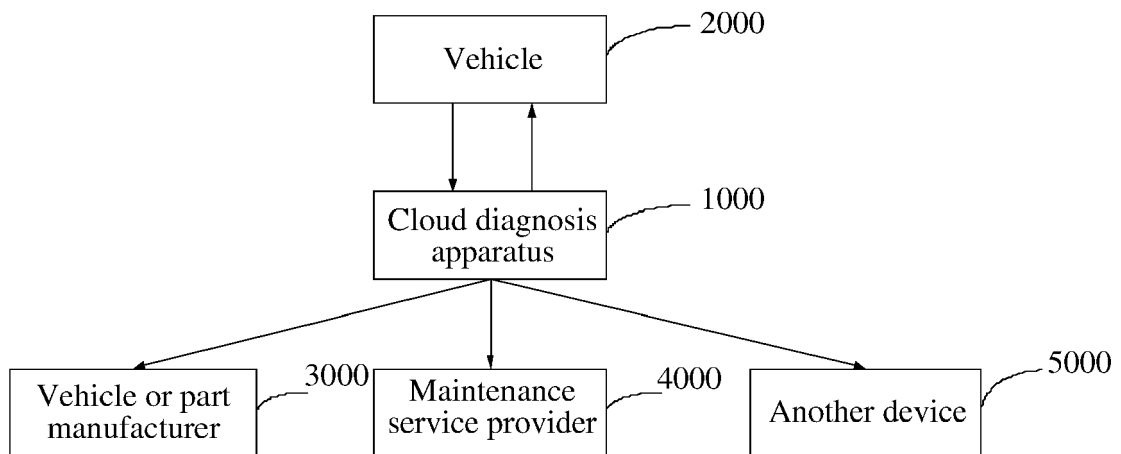 2000
Vehicle
1000
Cloud diagnosis
apparatus
3000
Vehicle or part
manufacturer
4000
Maintenance
service provider
5000
Another device